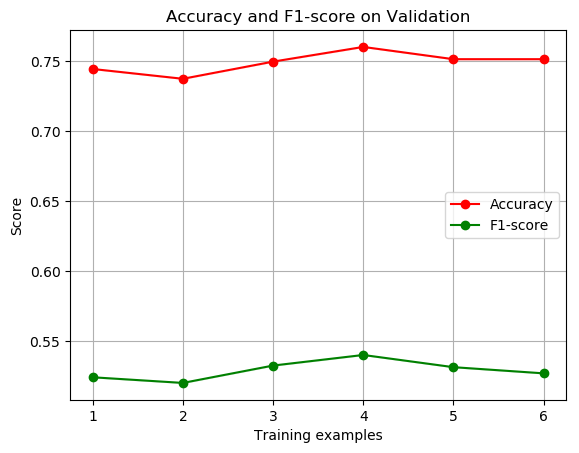 Accuracy and F1-score on Validation
0.75
0.70
0.65
0.60
0.55
Score
Accuracy
F1-score
1 2 3 4 5 6
Training examples